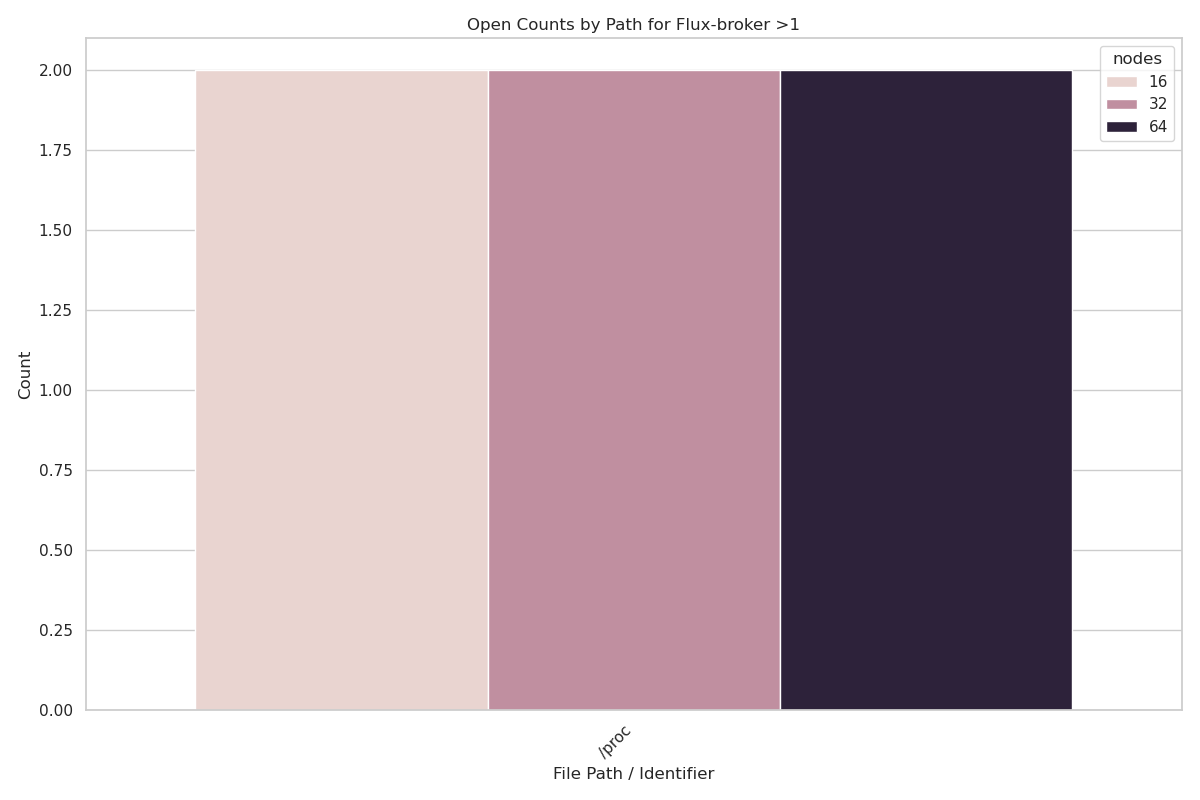 Open Counts by Path for Flux-broker >1
nodes
16
32
64
2.00
1.75
1.50
1.25
1.00
0.75
0.50
0.25
0.00
Count
/proc
File Path / Identifier